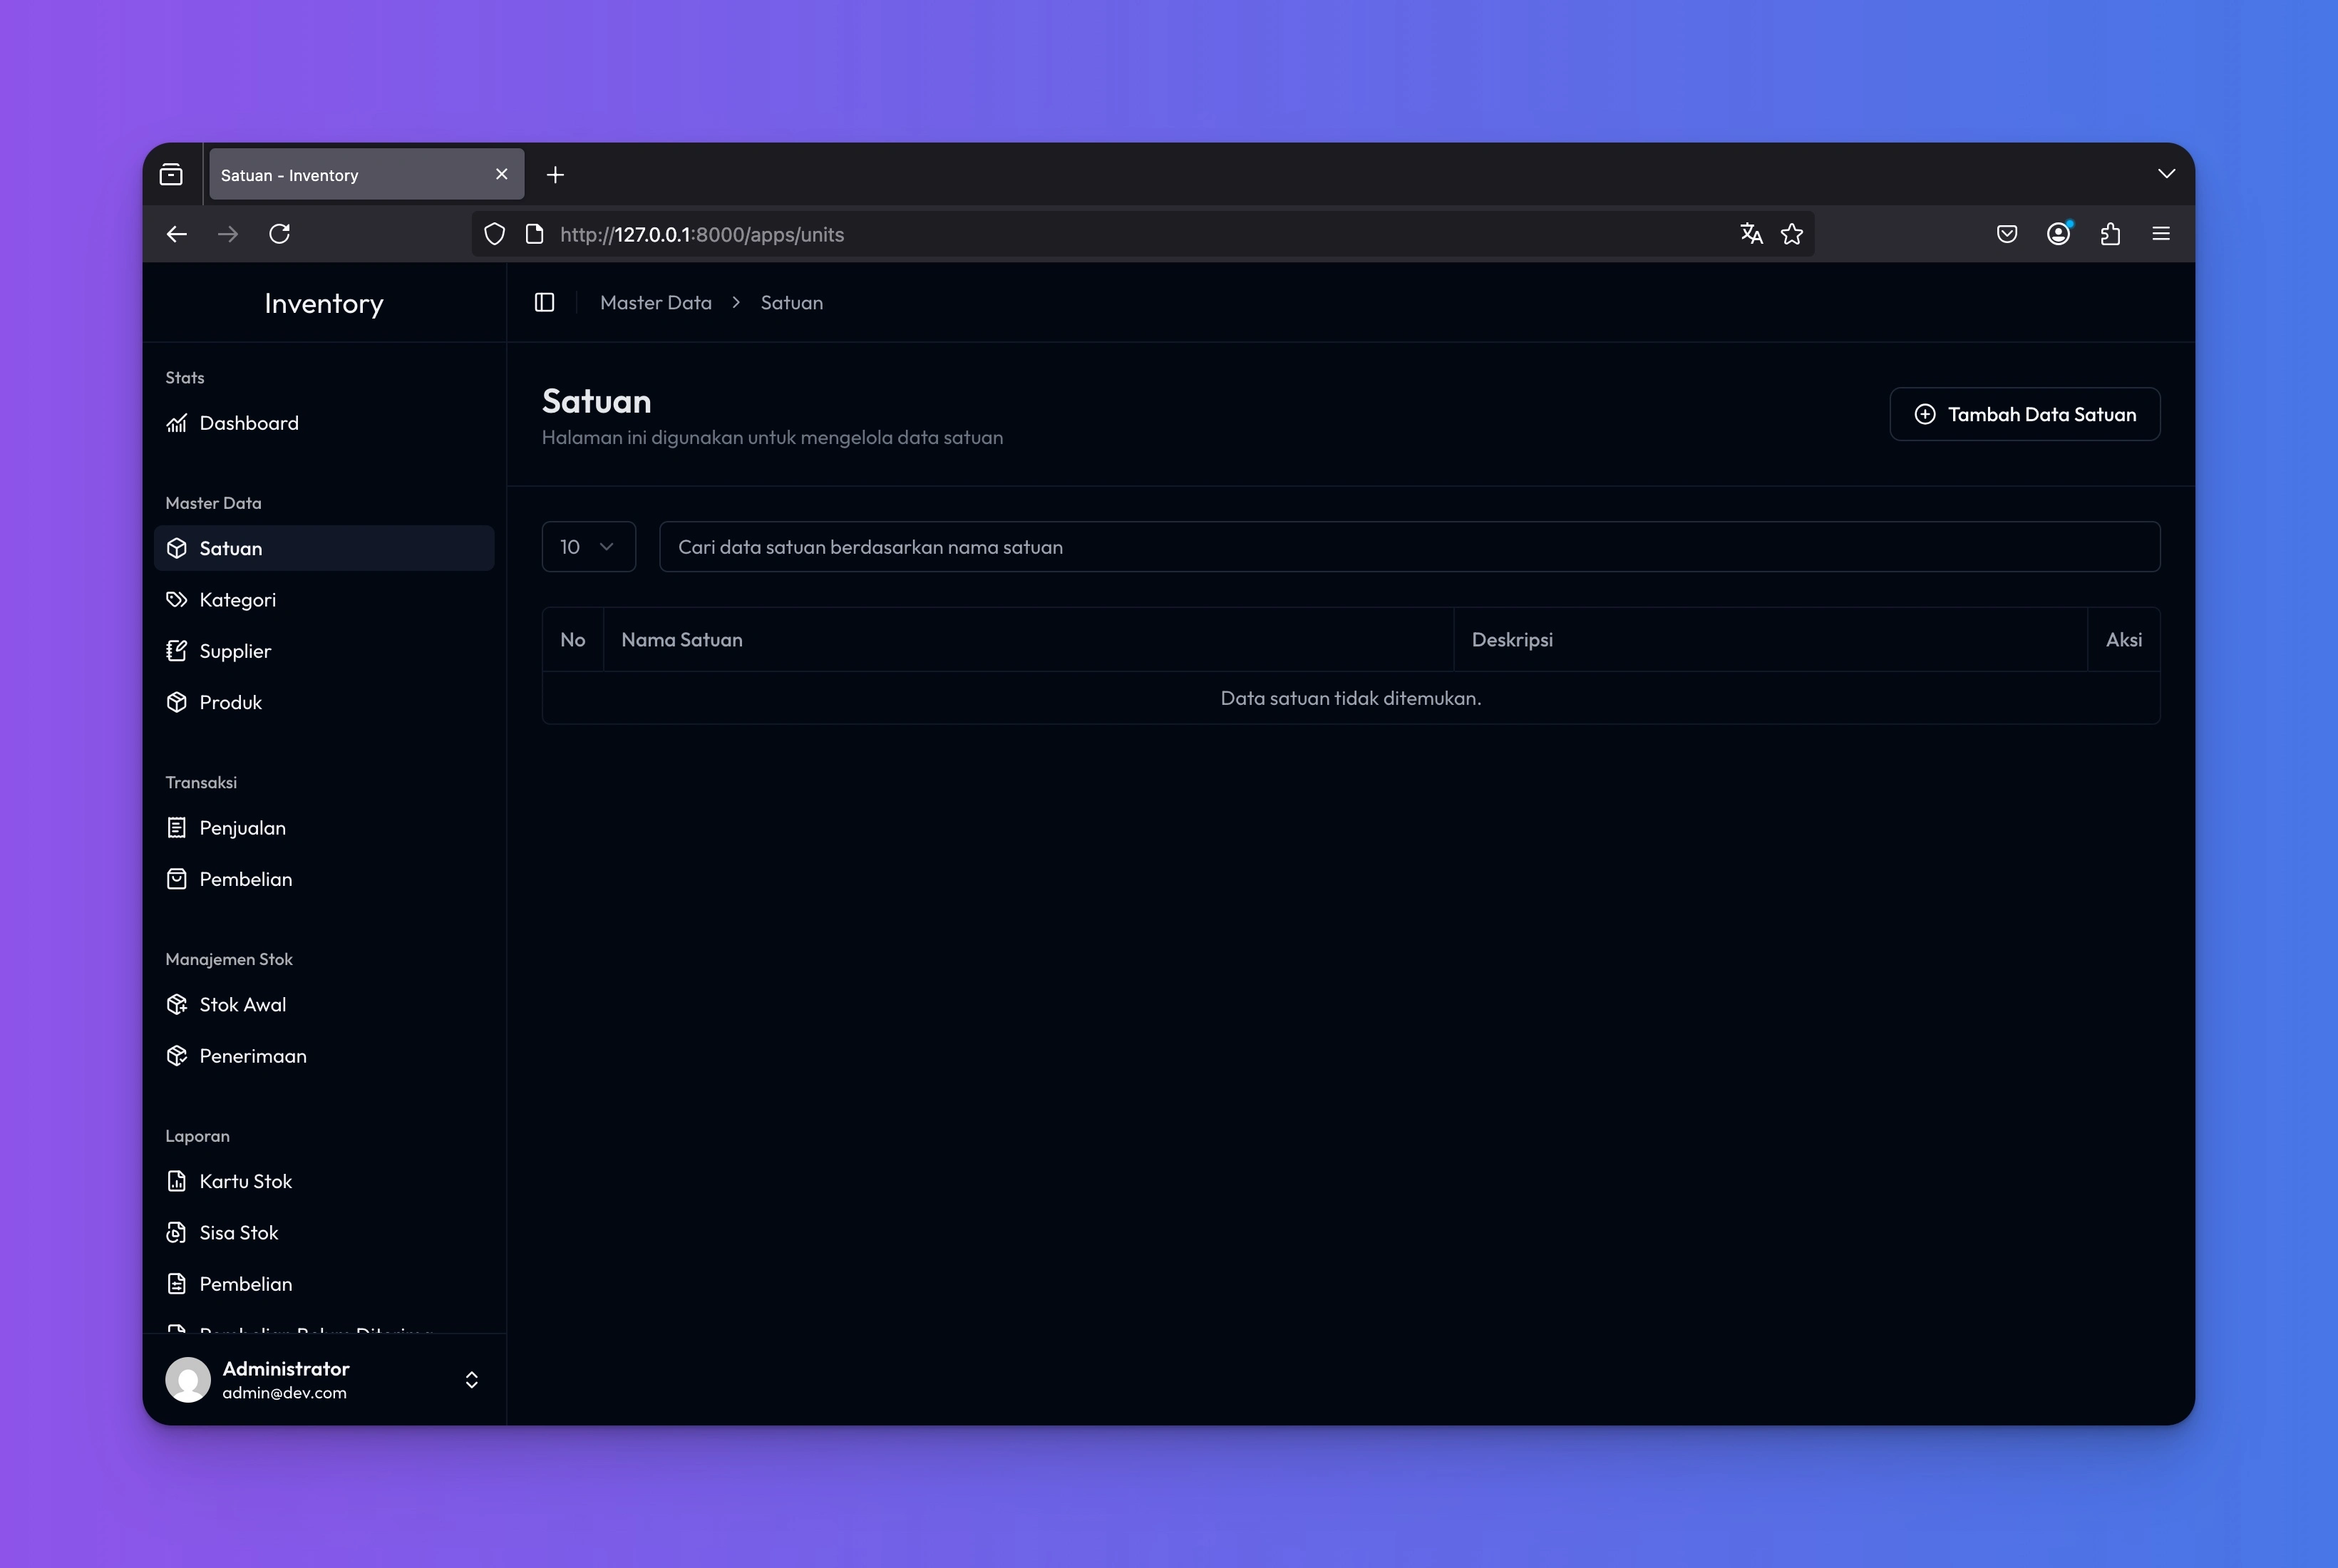 Satuan - Inventory
http://127.0.0.1:8000/apps/units
Inventory
Stats
Dashboard
Master Data
Satuan
Kategori
Supplier
Produk
Transaksi
Penjualan
Pembelian
Manajemen Stok
Stok Awal
Penerimaan
Laporan
Kartu Stok
Sisa Stok
Pembelian
Administrator
admin@dev.com
Master Data > Satuan
Satuan
Halaman ini digunakan untuk mengelola data satuan
Tambah Data Satuan
10
Cari data satuan berdasarkan nama satuan
No Nama Satuan Deskripsi Aksi
Data satuan tidak ditemukan.